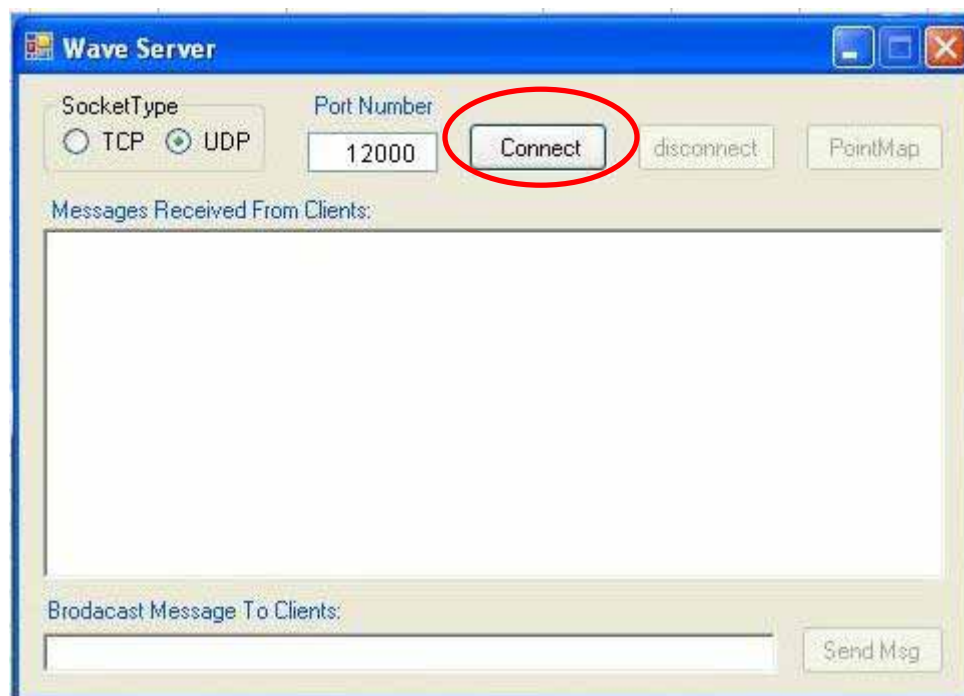 Wave Server
SocketType
TCP UDP
Port Number
12000
Connect
disconnect
PointMap
Messages Received From Clients:
Brodacast Message To Clients:
Send Msg